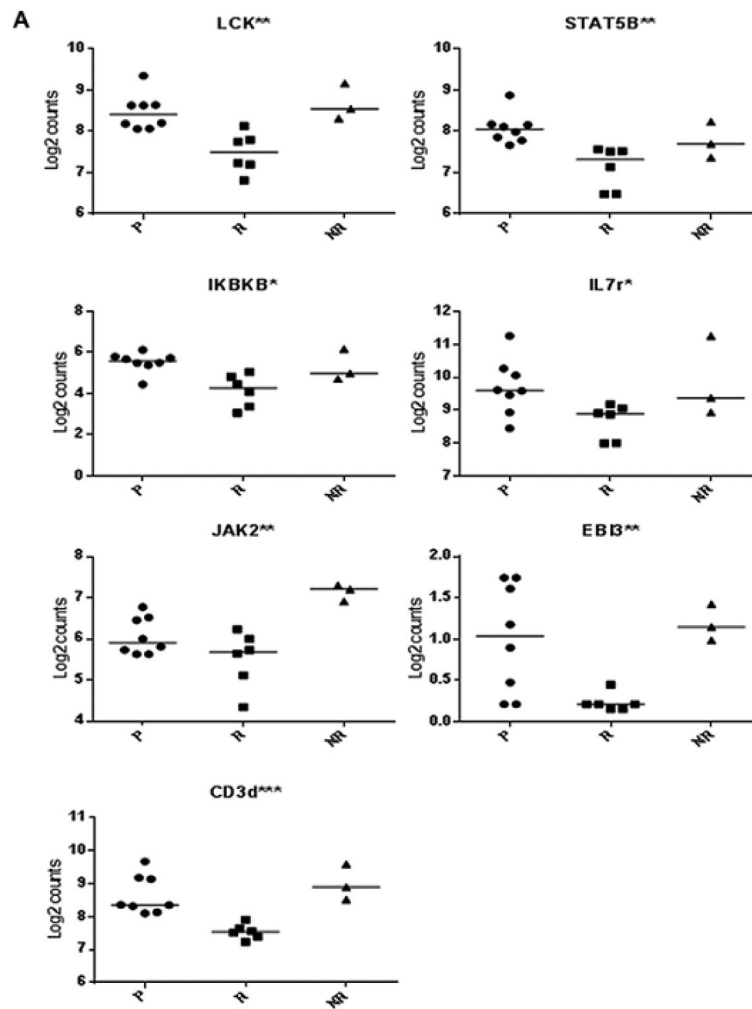 A
LCK**
Log2 counts
10
9
8
7
6
P
R
NR
STAT5B**
Log2 counts
10
9
8
7
6
P
R
NR
IKBKB*
Log2 counts
8
6
4
2
0
P
R
NR
IL7r*
Log2 counts
12
11
10
9
8
7
P
R
NR
JAK2**
Log2 counts
8
7
6
5
4
P
R
NR
EBI3**
Log2 counts
2.0
1.5
1.0
0.5
0.0
P
R
NR
CD3d***
Log2 counts
11
10
9
8
7
6
P
R
NR